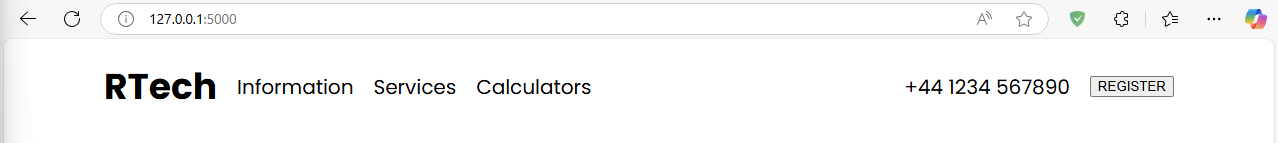 127.0.0.1:5000
RTech Information Services Calculators +44 1234 567890 REGISTER